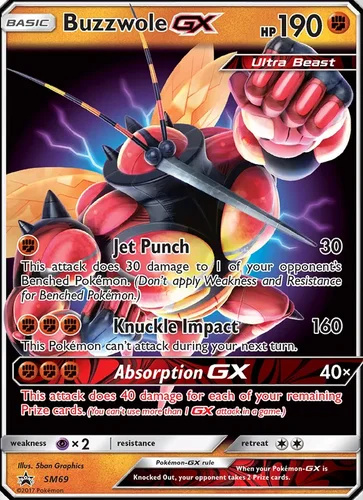 BASIC Buzzwole GX HP 190
Ultra Beast
Jet Punch 30
This attack does 30 damage to 1 of your opponent's
Benched Pokémon. (Don't apply Weakness and Resistance
for Benched Pokémon.)
Knuckle Impact 160
This Pokémon can't attack during your next turn.
Absorption GX 40×
This attack does 40 damage for each of your remaining
Prize cards. (You can't use more than 1 GX attack in a game.)
weakness ×2 resistance retreat
Illus. 5ban Graphics
PROMO SM69
©2017 Pokémon
Pokémon-GX rule
When your Pokémon-GX is
Knocked Out, your opponent takes 2 Prize cards.